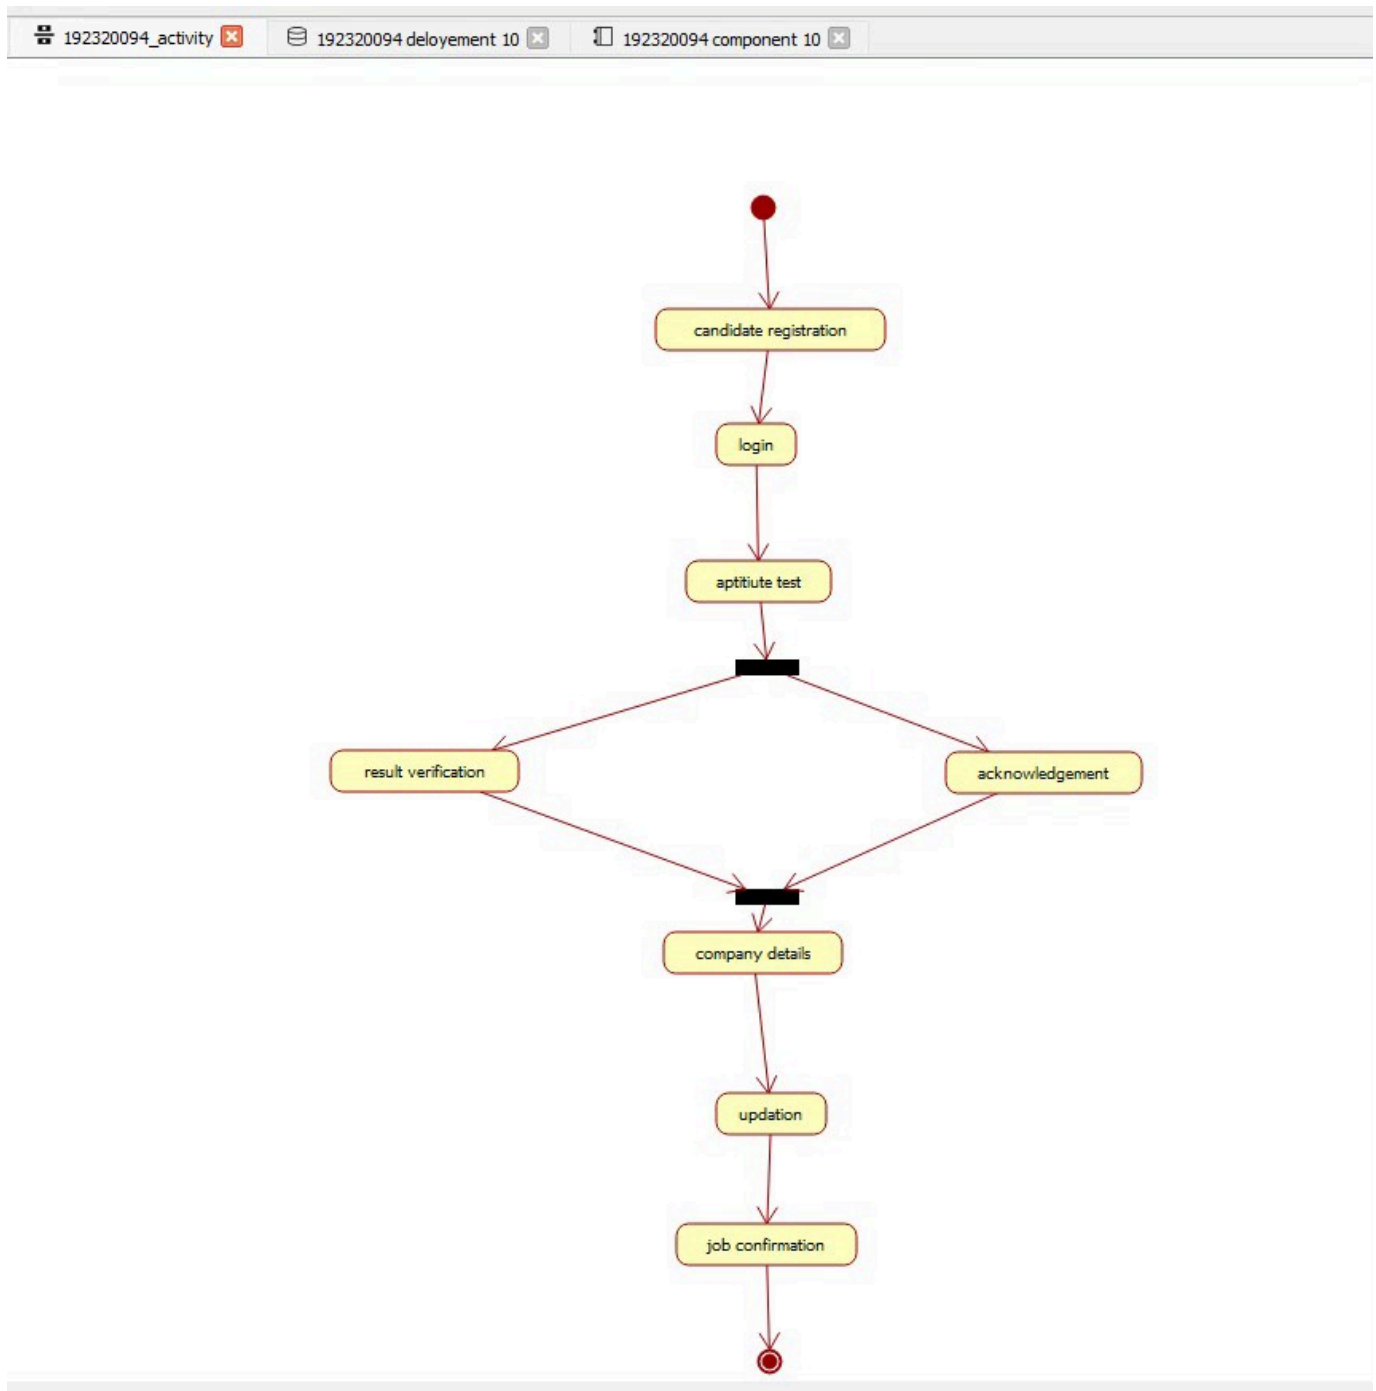 192320094_activity
192320094 deloyement 10
192320094 component 10
candidate registration
login
aptitiute test
result verification
acknowledgement
company details
updation
job confirmation